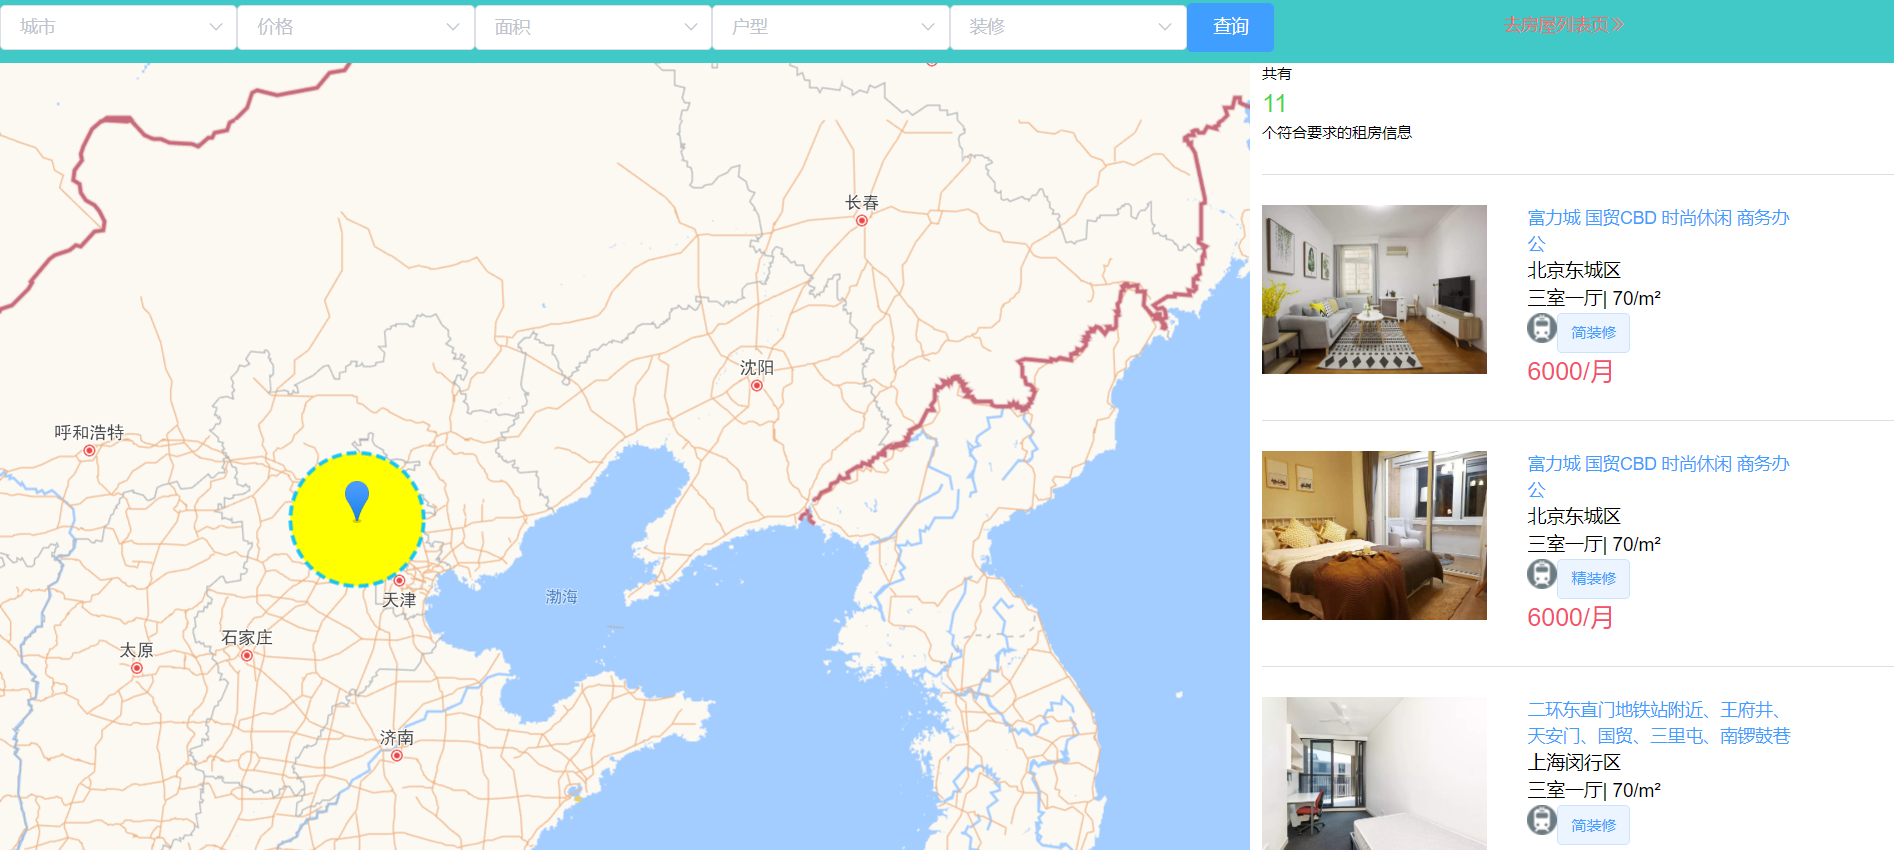 城市
价格
面积
户型
装修
查询
去房屋列表页
共有
11
个符合要求的租房信息
长春
沈阳
呼和浩特
天津
渤海
石家庄
太原
济南
富力城 国贸CBD 时尚休闲 商务办
公
北京东城区
三室一厅| 70/m²
简装修
6000/月
富力城 国贸CBD 时尚休闲 商务办
公
北京东城区
三室一厅| 70/m²
精装修
6000/月
二环东直门地铁站附近、王府井、
天安门、国贸、三里屯、南锣鼓巷
上海闵行区
三室一厅| 70/m²
简装修